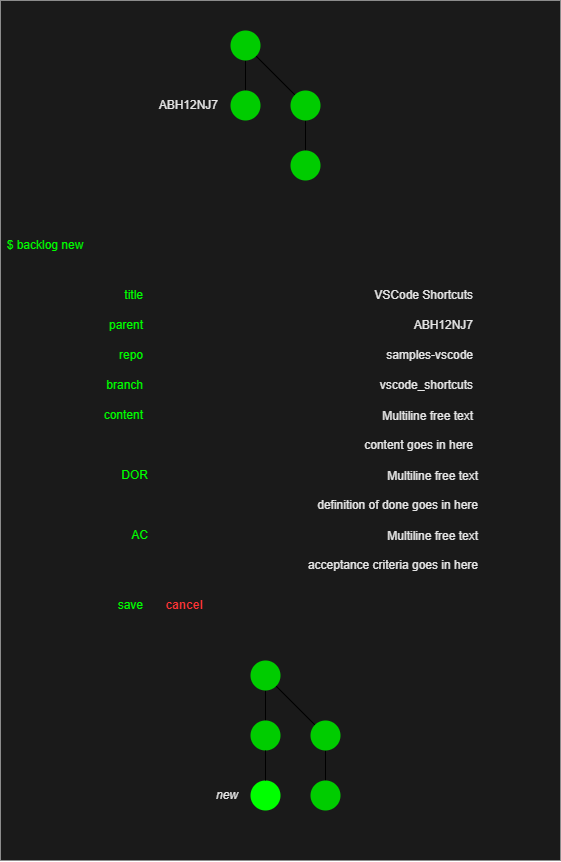 ABH12NJ7
$ backlog new
title VSCode Shortcuts
parent ABH12NJ7
repo samples-vscode
branch vscode_shortcuts
content Multiline free text
content goes in here
DOR Multiline free text
definition of done goes in here
AC Multiline free text
acceptance criteria goes in here
save cancel
new